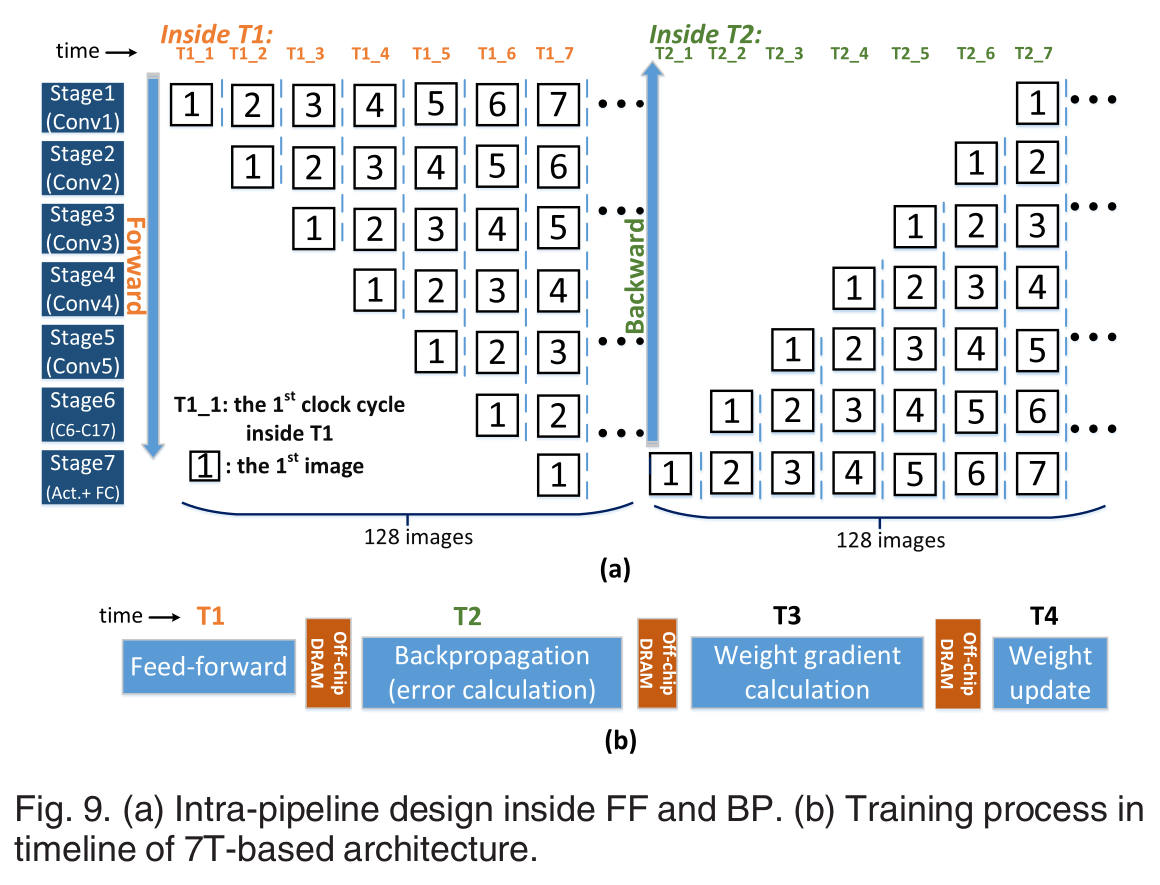 Inside T1:
Inside T2:
time
T1_1 T1_2 T1_3 T1_4 T1_5 T1_6 T1_7
T2_1 T2_2 T2_3 T2_4 T2_5 T2_6 T2_7
Stage1
(Conv1)
1 2 3 4 5 6 7 •••
1 •••
Stage2
(Conv2)
1 2 3 4 5 6
1 2
Stage3
(Conv3)
1 2 3 4 5 •••
1 2 3 •••
Stage4
(Conv4)
1 2 3 4
1 2 3 4
Stage5
(Conv5)
1 2 3 •••
1 2 3 4 5 •••
Stage6
(C6-C17)
1 2 •••
1 2 3 4 5 6 •••
Stage7
(Act.+ FC)
1
1 2 3 4 5 6 7
Forward
Backward
T1_1: the 1st clock cycle
inside T1
1 : the 1st image
128 images
128 images
(a)
time
T1
T2
T3
T4
Feed-forward
Off-chip
DRAM
Backpropagation
(error calculation)
Off-chip
DRAM
Weight gradient
calculation
Off-chip
DRAM
Weight
update
(b)
Fig. 9. (a) Intra-pipeline design inside FF and BP. (b) Training process in
timeline of 7T-based architecture.